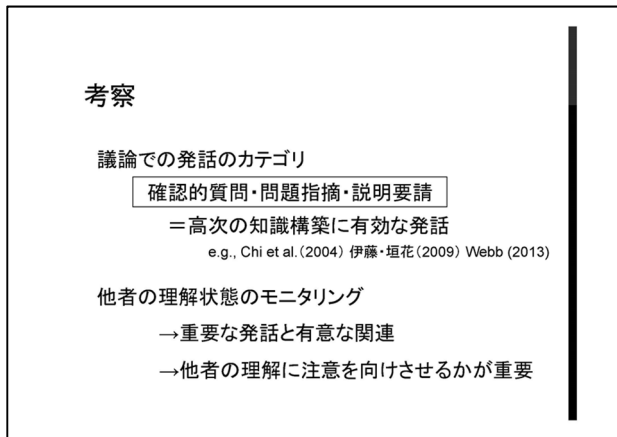 考察
議論での発話のカテゴリ
確認的質問・問題指摘・説明要請
＝高次の知識構築に有効な発話
e.g., Chi et al.(2004) 伊藤・垣花(2009) Webb (2013)
他者の理解状態のモニタリング
→重要な発話と有意な関連
→他者の理解に注意を向けさせるかが重要